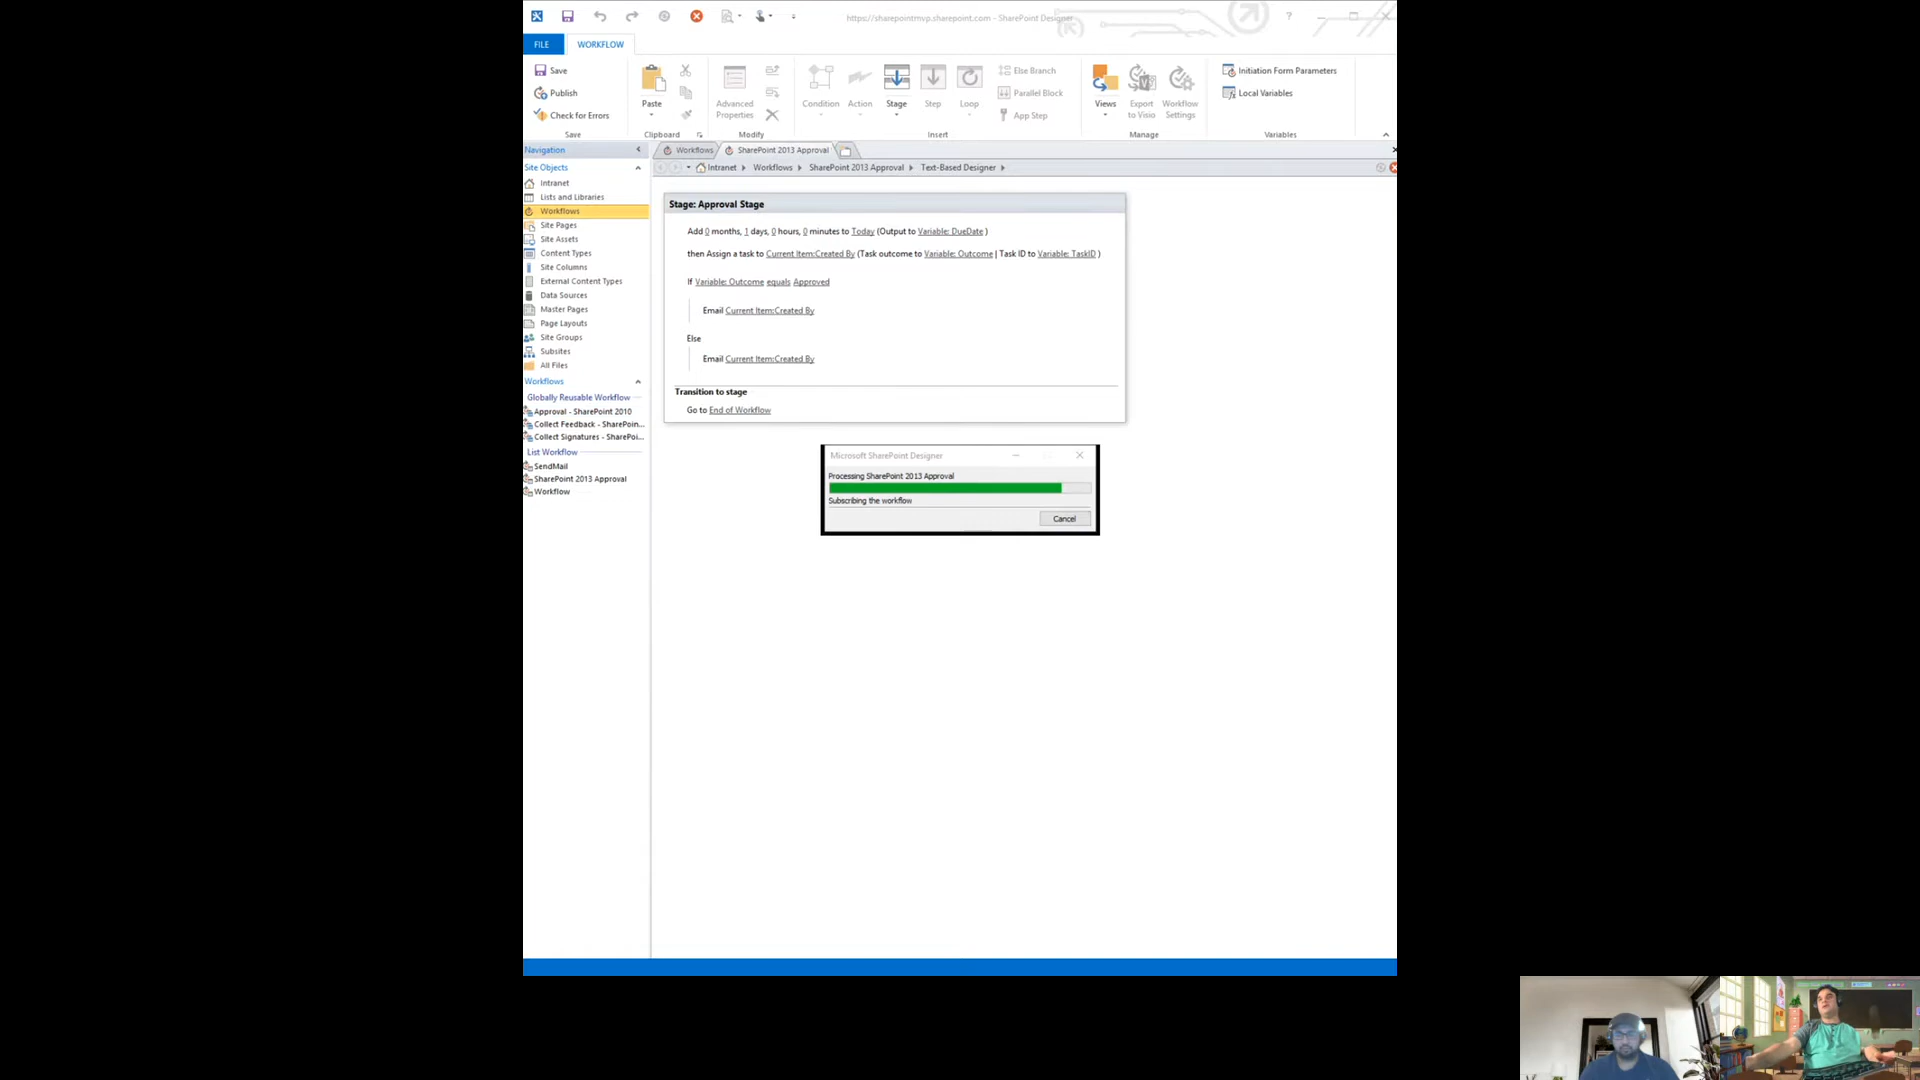 https://sharepointmvp.sharepoint.com - SharePoint Designer
?
FILE
WORKFLOW
Save
Publish
Check for Errors
Save
Paste
Clipboard
Advanced
Properties
Modify
Condition
Action
Stage
Step
Loop
Else Branch
Parallel Block
App Step
Insert
Views
Export
to Visio
Workflow
Settings
Manage
Initiation Form Parameters
Local Variables
Variables
Navigation
Workflows
SharePoint 2013 Approval
Intranet
Workflows
SharePoint 2013 Approval
Text-Based Designer
Site Objects
Intranet
Lists and Libraries
Workflows
Site Pages
Site Assets
Content Types
Site Columns
External Content Types
Data Sources
Master Pages
Page Layouts
Site Groups
Subsites
All Files
Workflows
Globally Reusable Workflow
Approval - SharePoint 2010
Collect Feedback - SharePoin...
Collect Signatures - SharePoi...
List Workflow
SendMail
SharePoint 2013 Approval
Workflow
Stage: Approval Stage
Add 0 months, 1 days, 0 hours, 0 minutes to Today (Output to Variable: DueDate )
then Assign a task to Current Item:Created By (Task outcome to Variable: Outcome | Task ID to Variable: TaskID )
If Variable: Outcome equals Approved
Email Current Item:Created By
Else
Email Current Item:Created By
Transition to stage
Go to End of Workflow
Microsoft SharePoint Designer
Processing SharePoint 2013 Approval
Subscribing the workflow
Cancel